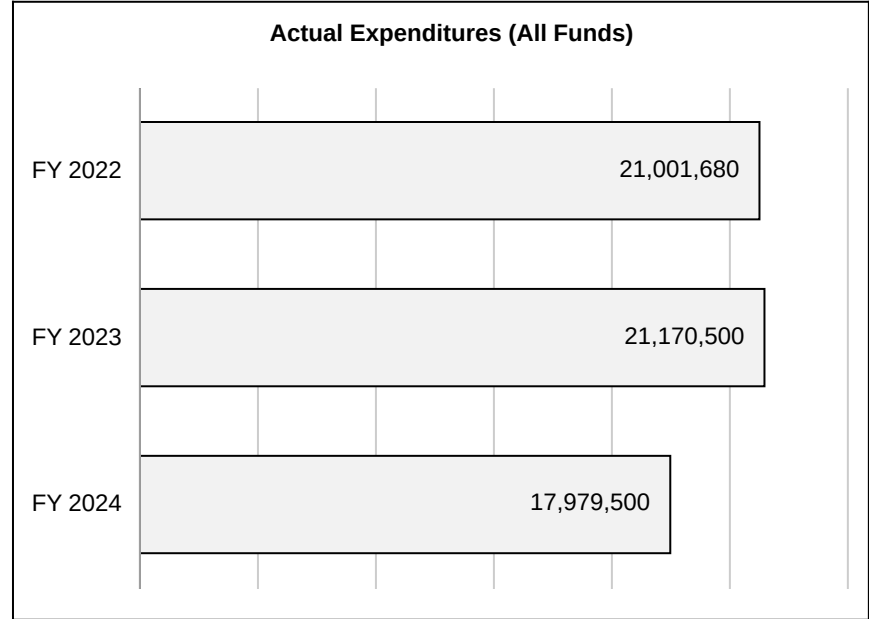 Actual Expenditures (All Funds)
FY 2022 21,001,680
FY 2023 21,170,500
FY 2024 17,979,500